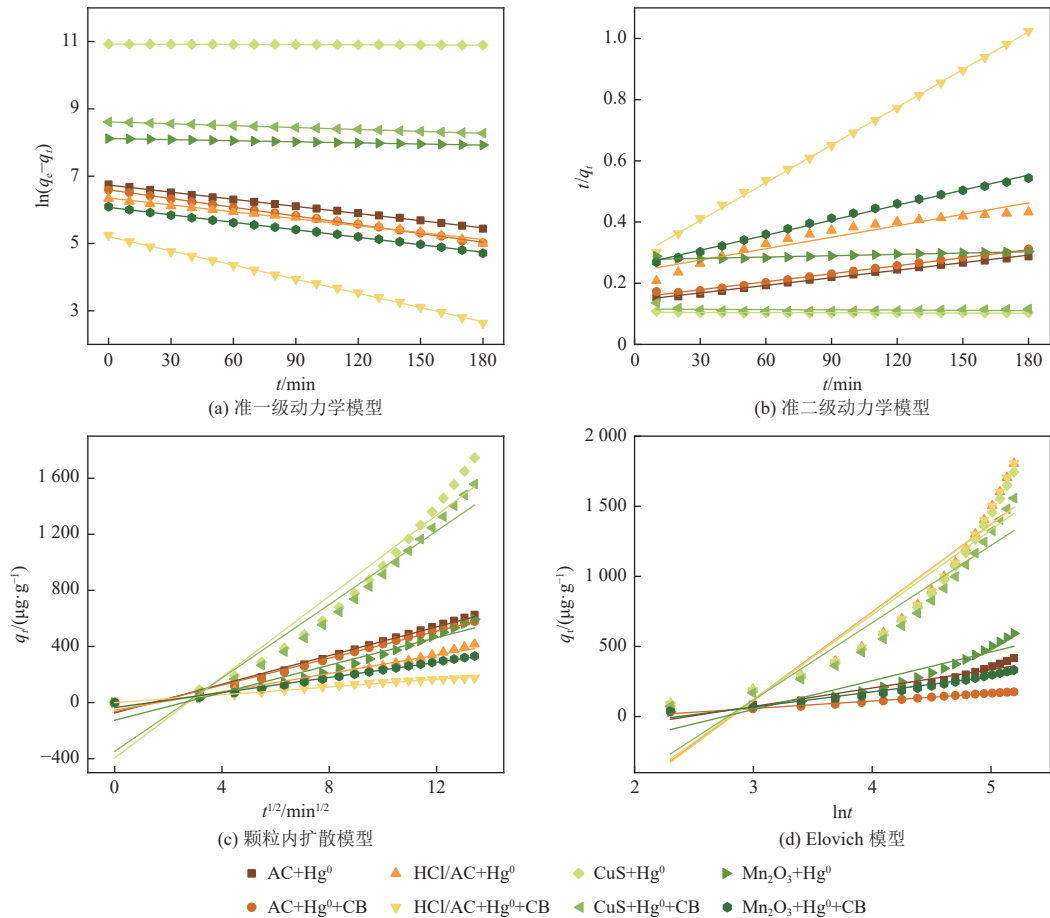 11
9
7
5
3
ln(qe−qt)
0 30 60 90 120 150 180
t/min
(a) 准一级动力学模型
1.0
0.8
0.6
0.4
0.2
0
t/qt
0 30 60 90 120 150 180
t/min
(b) 准二级动力学模型
1 600
1 200
800
400
0
−400
qt/(μg·g⁻¹)
0 4 8 12
t¹/²/min¹/²
(c) 颗粒内扩散模型
2 000
1 500
1 000
500
0
qt/(μg·g⁻¹)
2 3 4 5
lnt
(d) Elovich 模型
AC+Hg⁰ HCl/AC+Hg⁰ CuS+Hg⁰ Mn₂O₃+Hg⁰
AC+Hg⁰+CB HCl/AC+Hg⁰+CB CuS+Hg⁰+CB Mn₂O₃+Hg⁰+CB